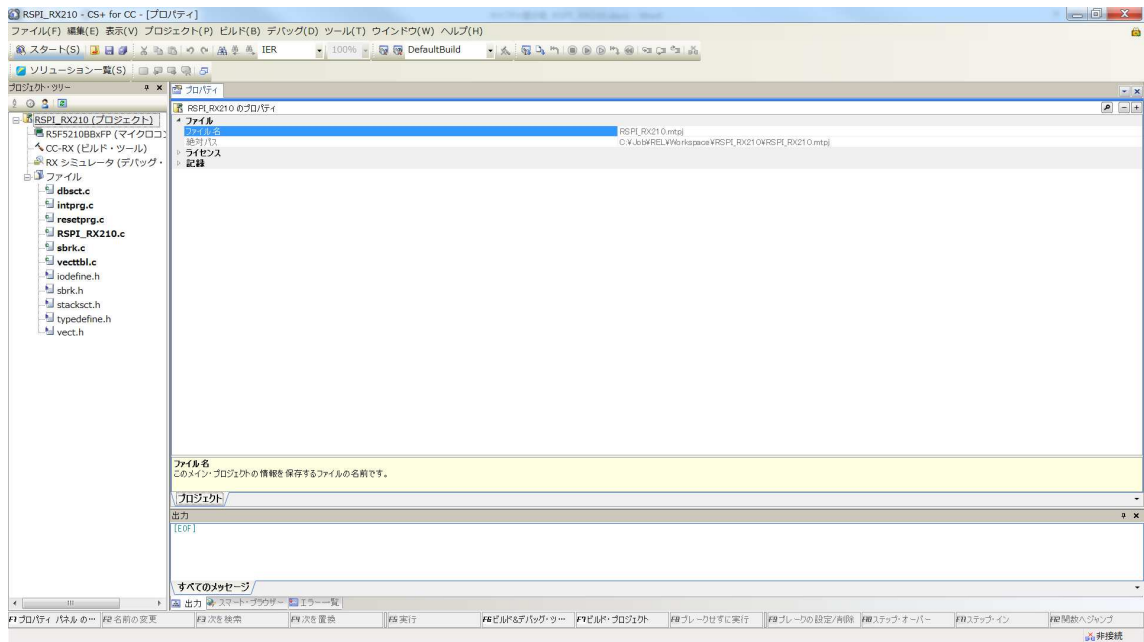 RSPI_RX210 - CS+ for CC - [プロパティ]
ファイル(F) 編集(E) 表示(V) プロジェクト(P) ビルド(B) デバッグ(D) ツール(T) ウインドウ(W) ヘルプ(H)
スタート(S) IER 100% DefaultBuild
ソリューション一覧(S)
プロジェクト・ツリー
RSPI_RX210 (プロジェクト)
R5F5210BBxFP (マイクロコン
CC-RX (ビルド・ツール)
RX シミュレータ (デバッグ・
ファイル
dbsct.c
intprg.c
resetprg.c
RSPI_RX210.c
sbrk.c
vecttbl.c
iodefine.h
sbrk.h
stacksct.h
typedefine.h
vect.h
プロパティ
RSPI_RX210 のプロパティ
ファイル
ファイル名 RSPI_RX210.mtpj
絶対パス C:¥Job¥REL¥Workspace¥RSPI_RX210¥RSPI_RX210.mtpj
ライセンス
記録
ファイル名
このメイン・プロジェクトの情報を保存するファイルの名前です。
プロジェクト
出力
[EOF]
すべてのメッセージ
出力 スマート・ブラウザー エラー一覧
F1 プロパティ パネル の… F2 名前の変更 F3 次を検索 F4 次を置換 F5 実行 F6 ビルド&デバッグ・ツ… F7 ビルド・プロジェクト F8 ブレークせずに実行 F9 ブレークの設定/削除 F10 ステップ・オーバー F11 ステップ・イン F12 関数へジャンプ
非接続